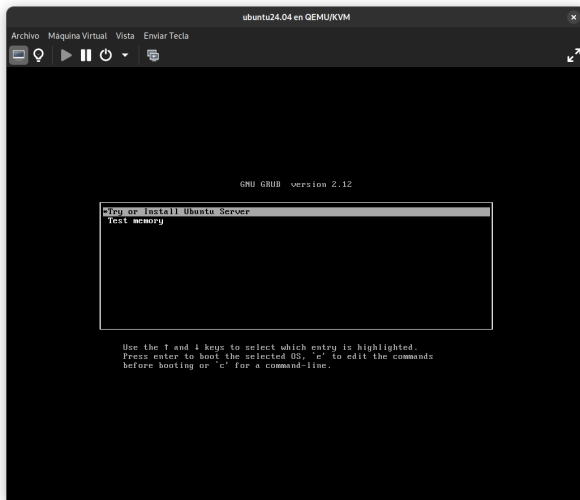 ubuntu24.04 en QEMU/KVM
Archivo Máquina Virtual Vista Enviar Tecla
GNU GRUB version 2.12
*Try or Install Ubuntu Server
Test memory
Use the ↑ and ↓ keys to select which entry is highlighted.
Press enter to boot the selected OS, `e' to edit the commands
before booting or `c' for a command-line.